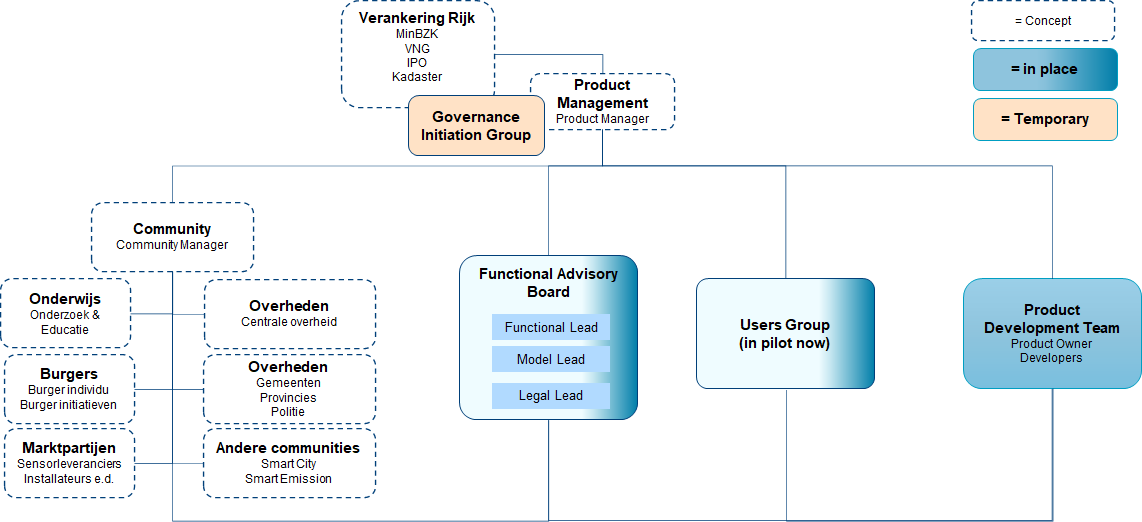 Verankering Rijk
MinBZK
VNG
IPO
Kadaster
= Concept
= in place
= Temporary
Product
Management
Product Manager
Governance
Initiation Group
Community
Community Manager
Onderwijs
Onderzoek &
Educatie
Overheden
Centrale overheid
Burgers
Burger individu
Burger initiatieven
Overheden
Gemeenten
Provincies
Politie
Marktpartijen
Sensorleveranciers
Installateurs e.d.
Andere communities
Smart City
Smart Emission
Functional Advisory
Board
Functional Lead
Model Lead
Legal Lead
Users Group
(in pilot now)
Product
Development Team
Product Owner
Developers